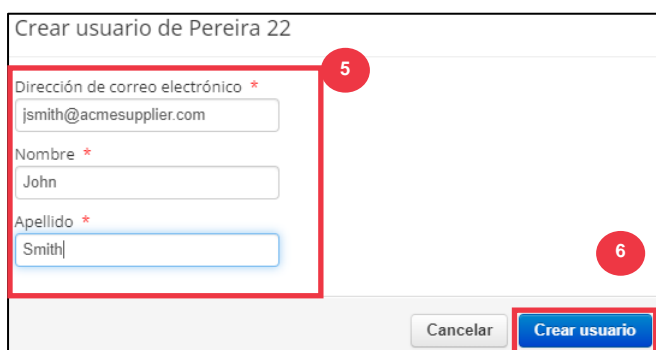 Crear usuario de Pereira 22
5
Dirección de correo electrónico *
jsmith@acmesupplier.com
Nombre *
John
Apellido *
Smith
6
Cancelar
Crear usuario